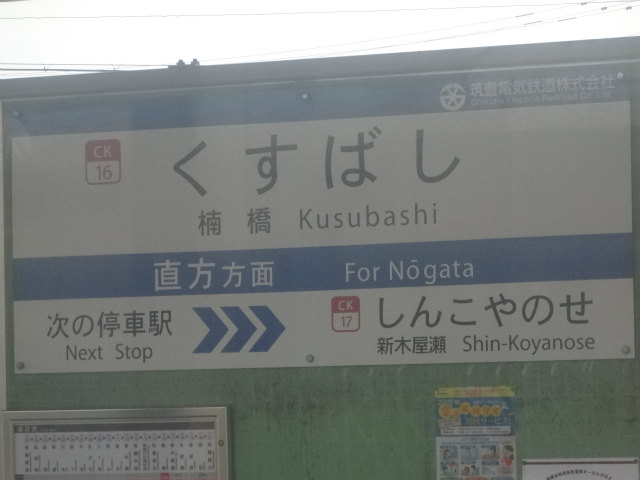 筑豊電気鉄道株式会社
Chikuho Electric Railroad Co., Ltd.
CK
16
くすばし
楠橋 Kusubashi
直方方面 For Nōgata
次の停車駅
Next Stop
CK
17
しんこやのせ
新木屋瀬 Shin-Koyanose